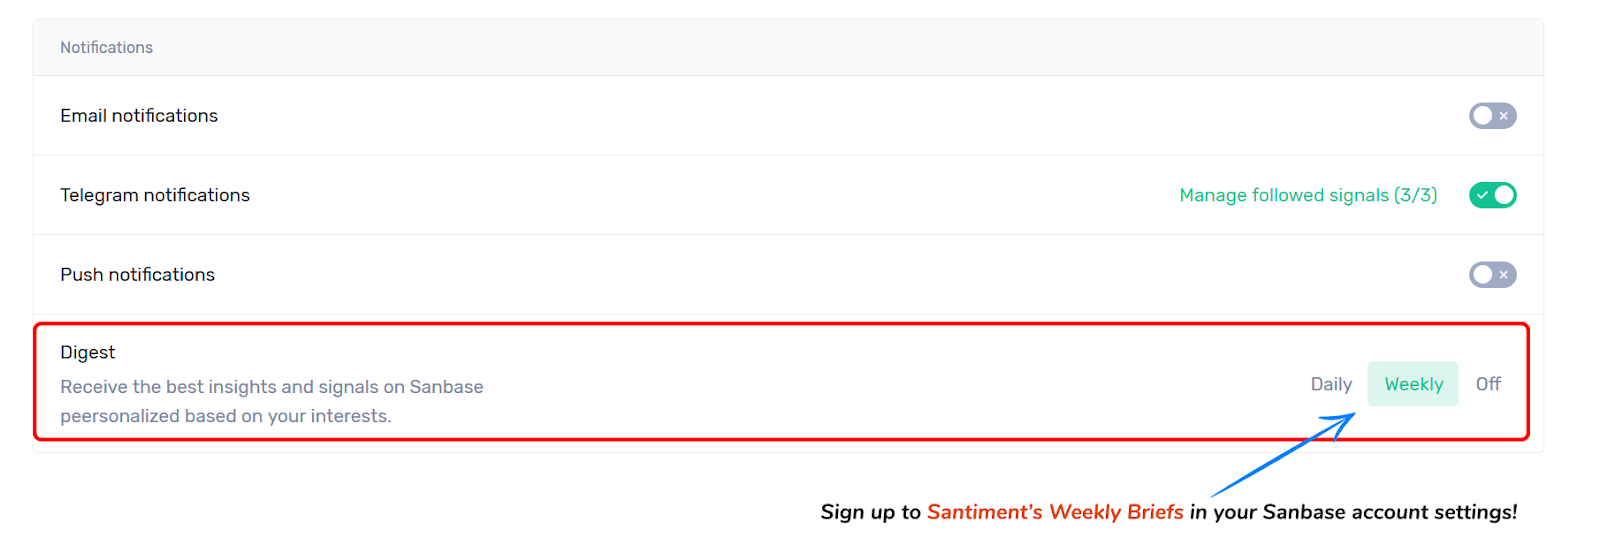 Notifications
Email notifications
Telegram notifications
Manage followed signals (3/3)
Push notifications
Digest
Receive the best insights and signals on Sanbase
peersonalized based on your interests.
Daily
Weekly
Off
Sign up to Santiment’s Weekly Briefs in your Sanbase account settings!